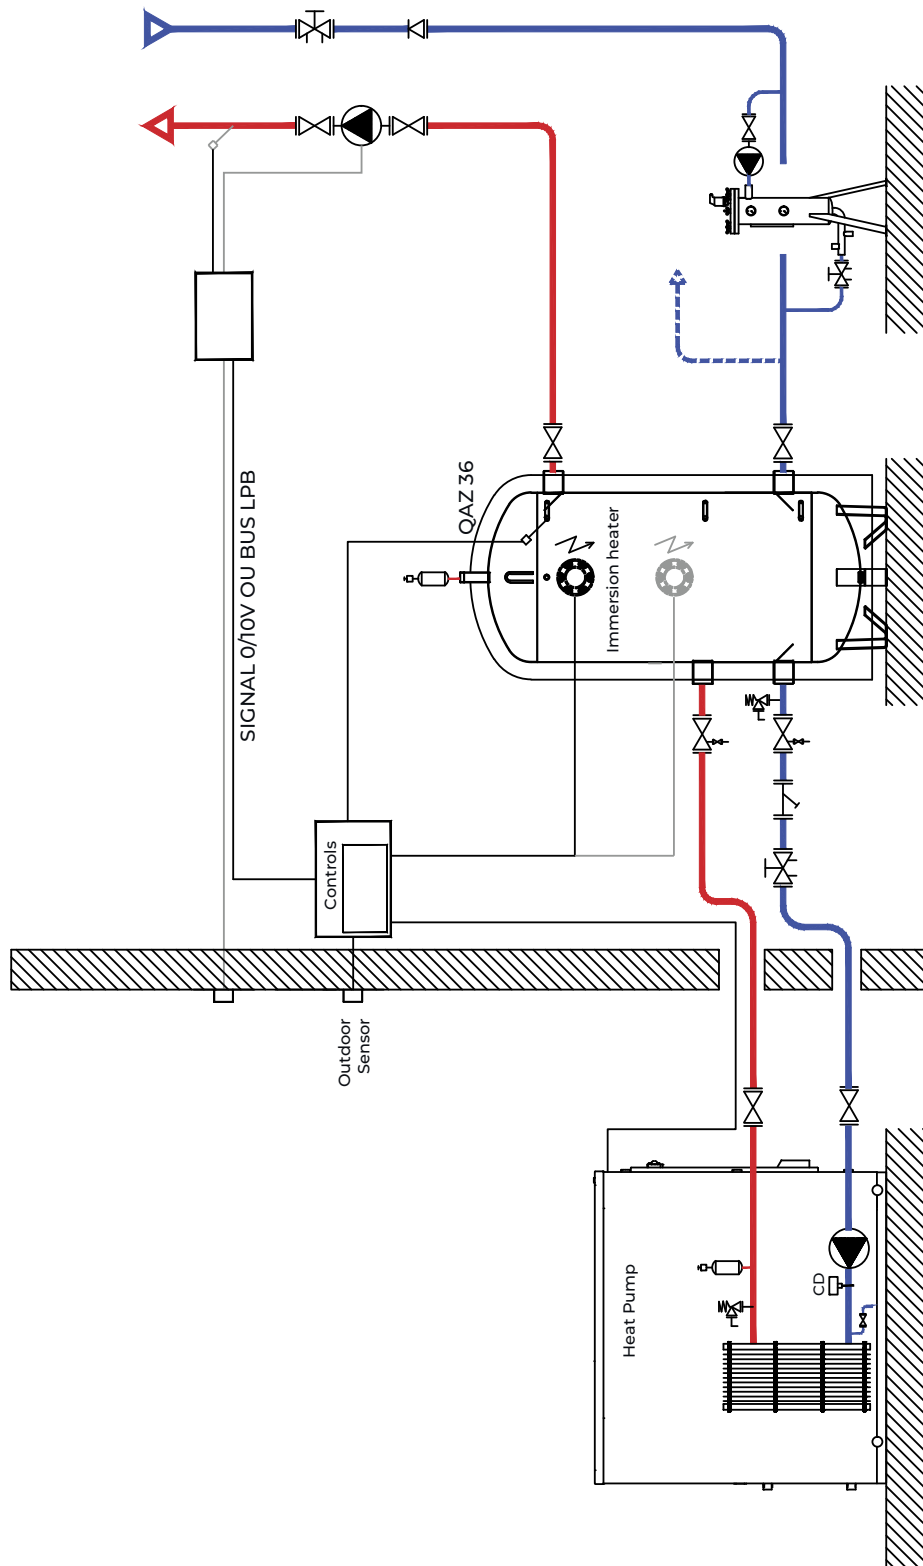 SIGNAL 0/10V OU BUS LPB
QAZ 36
Immersion heater
Controls
Outdoor
Sensor
Heat Pump
CD